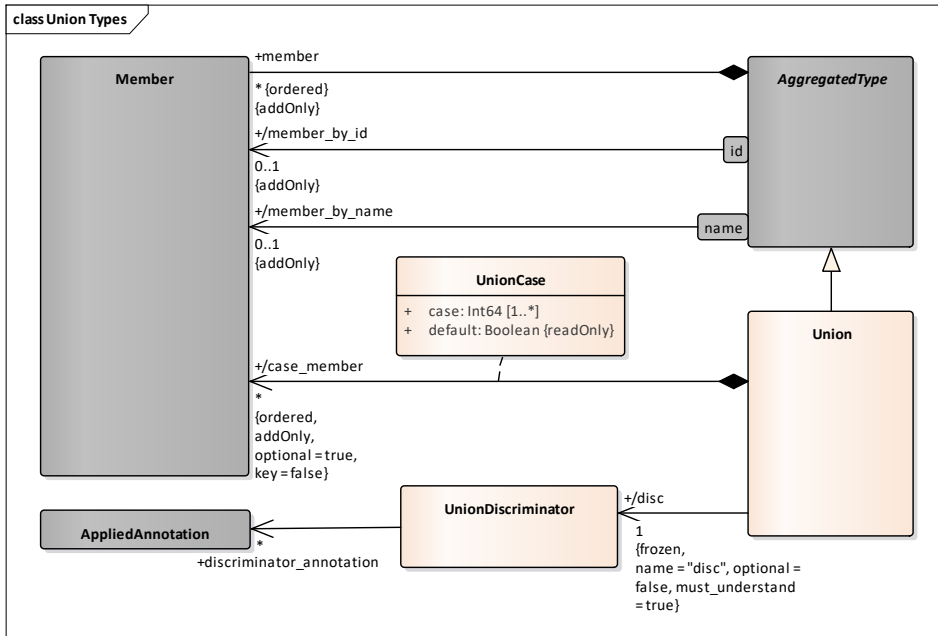 class Union Types
+member
Member
AggregatedType
* {ordered}
{addOnly}
+/member_by_id
id
0..1
{addOnly}
+/member_by_name
name
0..1
{addOnly}
UnionCase
+ case: Int64 [1..*]
+ default: Boolean {readOnly}
Union
+/case_member
*
{ordered,
addOnly,
optional = true,
key = false}
UnionDiscriminator
+/disc
AppliedAnnotation
*
+discriminator_annotation
1
{frozen,
name = "disc", optional =
false, must_understand
= true}